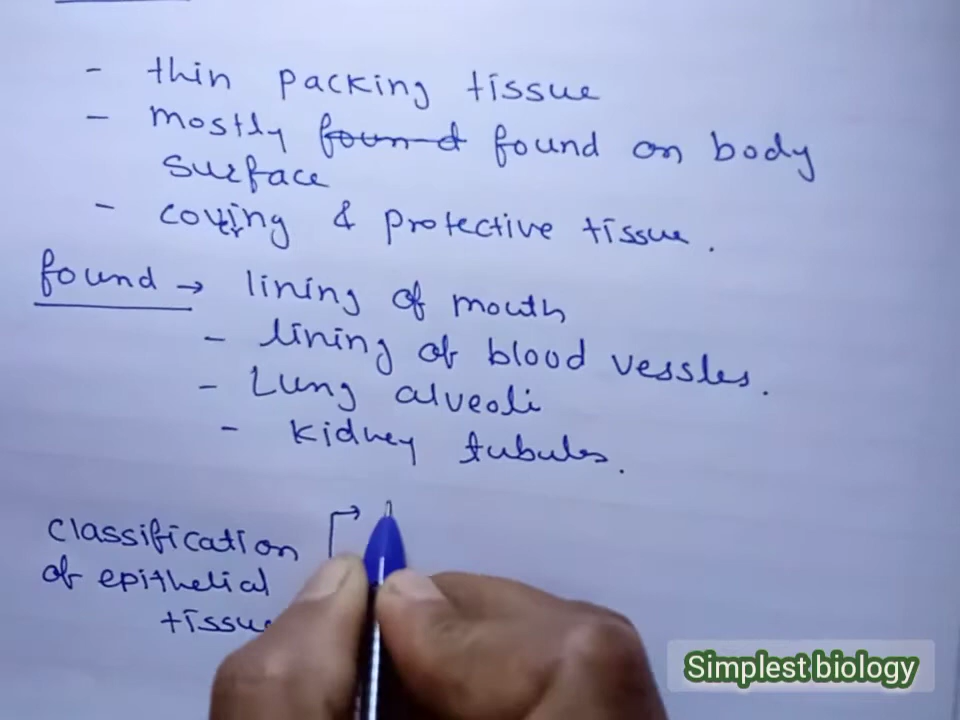 - thin packing tissue
- mostly found found on body
surface
- coving & protective tissue.
found → lining of mouth
- lining of blood vessles.
- Lung alveoli
- kidney tubules.
classification
of epithelial
tissue
Simplest biology